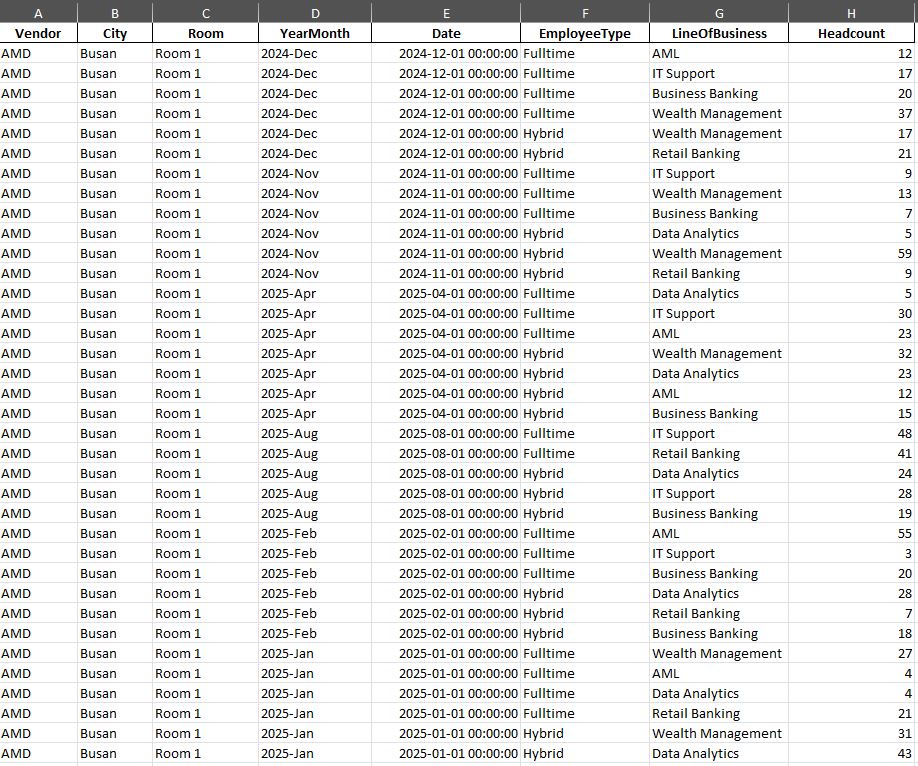 A B C D E F G H
Vendor City Room YearMonth Date EmployeeType LineOfBusiness Headcount
AMD Busan Room 1 2024-Dec 2024-12-01 00:00:00 Fulltime AML 12
AMD Busan Room 1 2024-Dec 2024-12-01 00:00:00 Fulltime IT Support 17
AMD Busan Room 1 2024-Dec 2024-12-01 00:00:00 Fulltime Business Banking 20
AMD Busan Room 1 2024-Dec 2024-12-01 00:00:00 Fulltime Wealth Management 37
AMD Busan Room 1 2024-Dec 2024-12-01 00:00:00 Hybrid Wealth Management 17
AMD Busan Room 1 2024-Dec 2024-12-01 00:00:00 Hybrid Retail Banking 21
AMD Busan Room 1 2024-Nov 2024-11-01 00:00:00 Fulltime IT Support 9
AMD Busan Room 1 2024-Nov 2024-11-01 00:00:00 Fulltime Wealth Management 13
AMD Busan Room 1 2024-Nov 2024-11-01 00:00:00 Fulltime Business Banking 7
AMD Busan Room 1 2024-Nov 2024-11-01 00:00:00 Hybrid Data Analytics 5
AMD Busan Room 1 2024-Nov 2024-11-01 00:00:00 Hybrid Wealth Management 59
AMD Busan Room 1 2024-Nov 2024-11-01 00:00:00 Hybrid Retail Banking 9
AMD Busan Room 1 2025-Apr 2025-04-01 00:00:00 Fulltime Data Analytics 5
AMD Busan Room 1 2025-Apr 2025-04-01 00:00:00 Fulltime IT Support 30
AMD Busan Room 1 2025-Apr 2025-04-01 00:00:00 Fulltime AML 23
AMD Busan Room 1 2025-Apr 2025-04-01 00:00:00 Hybrid Wealth Management 32
AMD Busan Room 1 2025-Apr 2025-04-01 00:00:00 Hybrid Data Analytics 23
AMD Busan Room 1 2025-Apr 2025-04-01 00:00:00 Hybrid AML 12
AMD Busan Room 1 2025-Apr 2025-04-01 00:00:00 Hybrid Business Banking 15
AMD Busan Room 1 2025-Aug 2025-08-01 00:00:00 Fulltime IT Support 48
AMD Busan Room 1 2025-Aug 2025-08-01 00:00:00 Fulltime Retail Banking 41
AMD Busan Room 1 2025-Aug 2025-08-01 00:00:00 Hybrid Data Analytics 24
AMD Busan Room 1 2025-Aug 2025-08-01 00:00:00 Hybrid IT Support 28
AMD Busan Room 1 2025-Aug 2025-08-01 00:00:00 Hybrid Business Banking 19
AMD Busan Room 1 2025-Feb 2025-02-01 00:00:00 Fulltime AML 55
AMD Busan Room 1 2025-Feb 2025-02-01 00:00:00 Fulltime IT Support 3
AMD Busan Room 1 2025-Feb 2025-02-01 00:00:00 Fulltime Business Banking 20
AMD Busan Room 1 2025-Feb 2025-02-01 00:00:00 Hybrid Data Analytics 28
AMD Busan Room 1 2025-Feb 2025-02-01 00:00:00 Hybrid Retail Banking 7
AMD Busan Room 1 2025-Feb 2025-02-01 00:00:00 Hybrid Business Banking 18
AMD Busan Room 1 2025-Jan 2025-01-01 00:00:00 Fulltime Wealth Management 27
AMD Busan Room 1 2025-Jan 2025-01-01 00:00:00 Fulltime AML 4
AMD Busan Room 1 2025-Jan 2025-01-01 00:00:00 Fulltime Data Analytics 4
AMD Busan Room 1 2025-Jan 2025-01-01 00:00:00 Fulltime Retail Banking 21
AMD Busan Room 1 2025-Jan 2025-01-01 00:00:00 Hybrid Wealth Management 31
AMD Busan Room 1 2025-Jan 2025-01-01 00:00:00 Hybrid Data Analytics 43